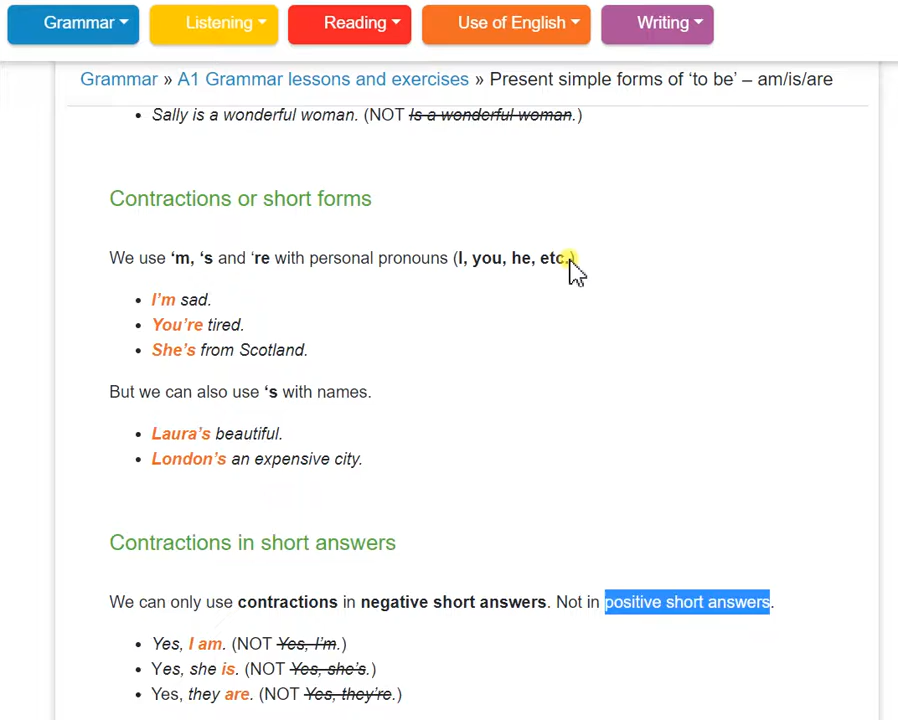 Grammar Listening Reading Use of English Writing
Grammar » A1 Grammar lessons and exercises » Present simple forms of ‘to be’ – am/is/are
• Sally is a wonderful woman. (NOT Is a wonderful woman.)
Contractions or short forms
We use ‘m, ‘s and ‘re with personal pronouns (I, you, he, etc.)
• I’m sad.
• You’re tired.
• She’s from Scotland.
But we can also use ‘s with names.
• Laura’s beautiful.
• London’s an expensive city.
Contractions in short answers
We can only use contractions in negative short answers. Not in positive short answers.
• Yes, I am. (NOT Yes, I’m.)
• Yes, she is. (NOT Yes, she’s.)
• Yes, they are. (NOT Yes, they’re.)